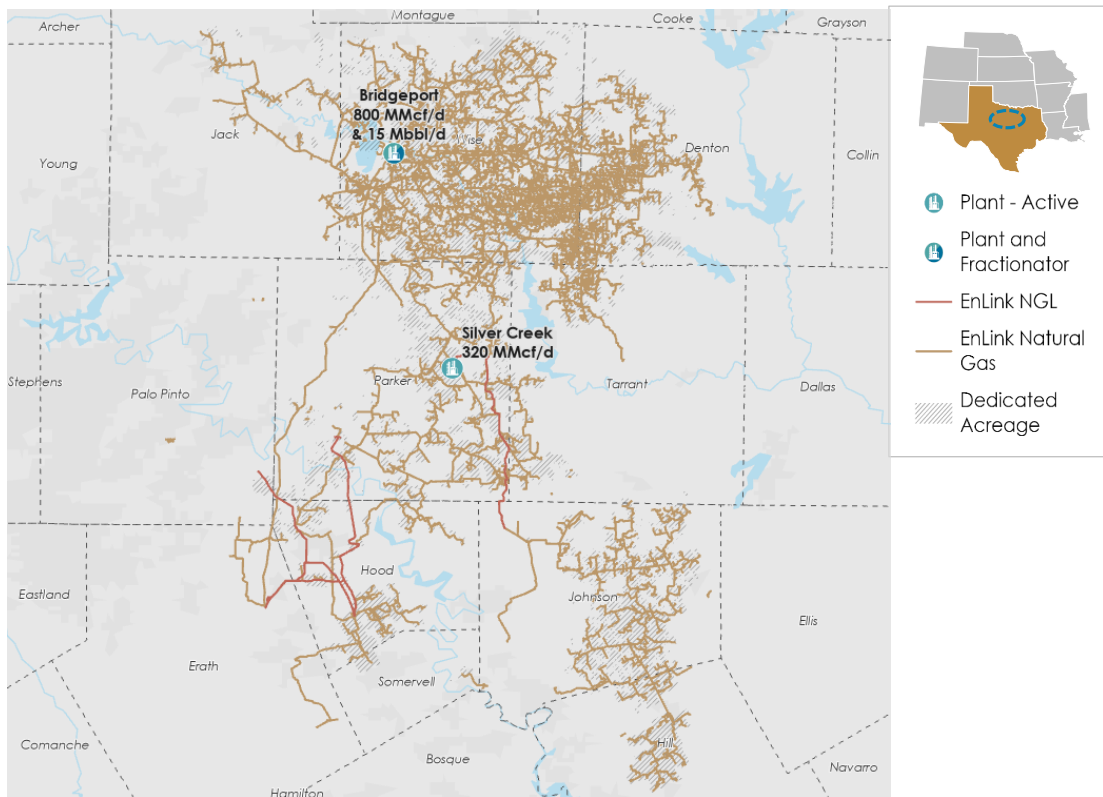 Montague
Cooke
Grayson
Archer
Bridgeport
800 MMcf/d
& 15 Mbbl/d
Jack
Wise
Denton
Young
Collin
Silver Creek
320 MMcf/d
Stephens
Palo Pinto
Parker
Tarrant
Dallas
Eastland
Hood
Johnson
Ellis
Erath
Somervell
Comanche
Bosque
Hill
Navarro
Hamilton
Plant - Active
Plant and
Fractionator
EnLink NGL
EnLink Natural
Gas
Dedicated
Acreage